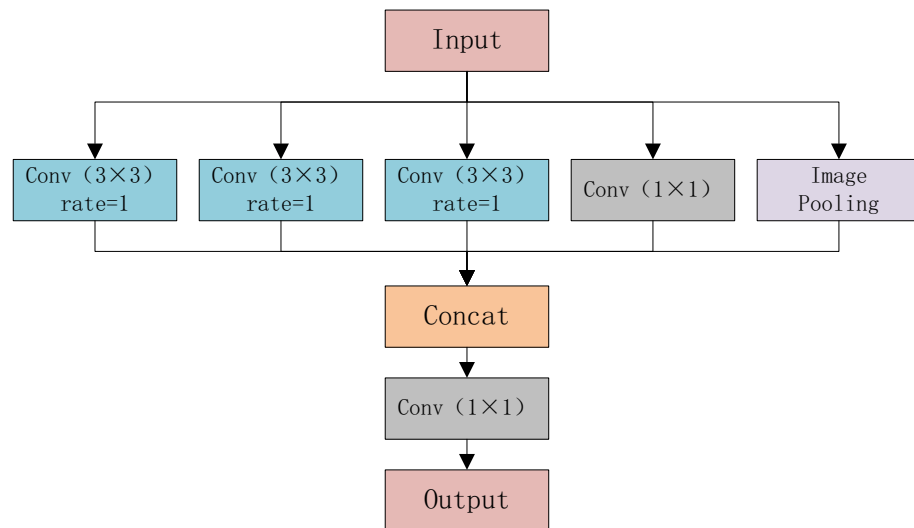 Input
Conv（3×3）
rate=1
Conv（3×3）
rate=1
Conv（3×3）
rate=1
Conv（1×1）
Image
Pooling
Concat
Conv（1×1）
Output